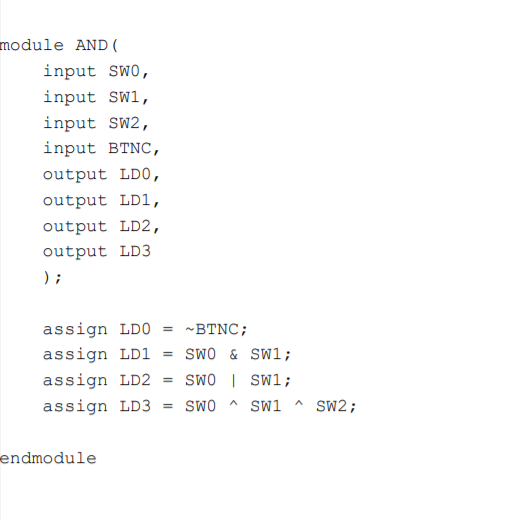 module AND(
    input SW0,
    input SW1,
    input SW2,
    input BTNC,
    output LD0,
    output LD1,
    output LD2,
    output LD3
    );

    assign LD0 = ~BTNC;
    assign LD1 = SW0 & SW1;
    assign LD2 = SW0 | SW1;
    assign LD3 = SW0 ^ SW1 ^ SW2;

endmodule